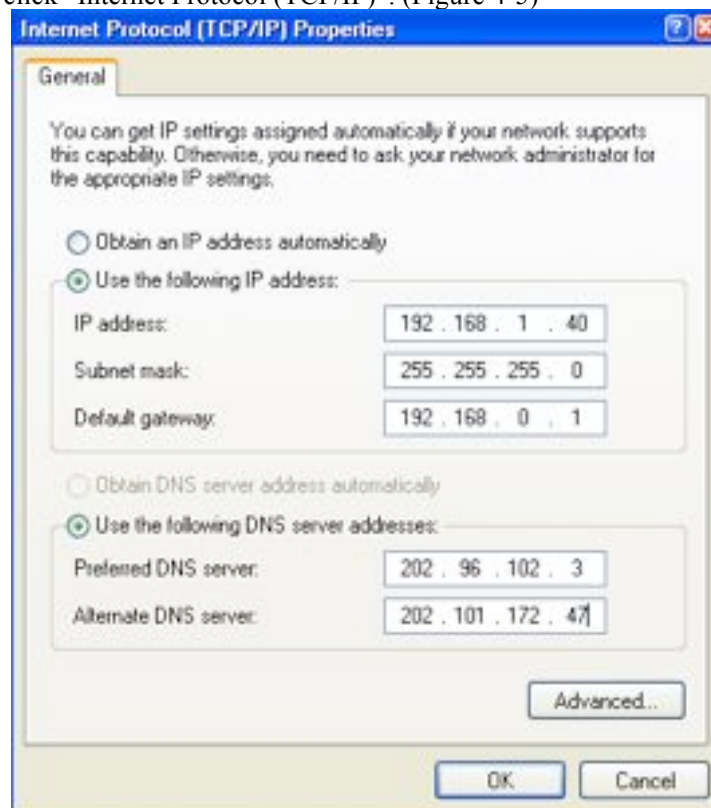 click "Internet Protocol (TCP/IP)". (Figure 4-5)
Internet Protocol (TCP/IP) Properties
General
You can get IP settings assigned automatically if your network supports
this capability. Otherwise, you need to ask your network administrator for
the appropriate IP settings.
Obtain an IP address automatically
Use the following IP address:
IP address: 192 . 168 . 1 . 40
Subnet mask: 255 . 255 . 255 . 0
Default gateway: 192 . 168 . 0 . 1
Obtain DNS server address automatically
Use the following DNS server addresses:
Preferred DNS server: 202 . 96 . 102 . 3
Alternate DNS server: 202 . 101 . 172 . 47
Advanced...
OK Cancel